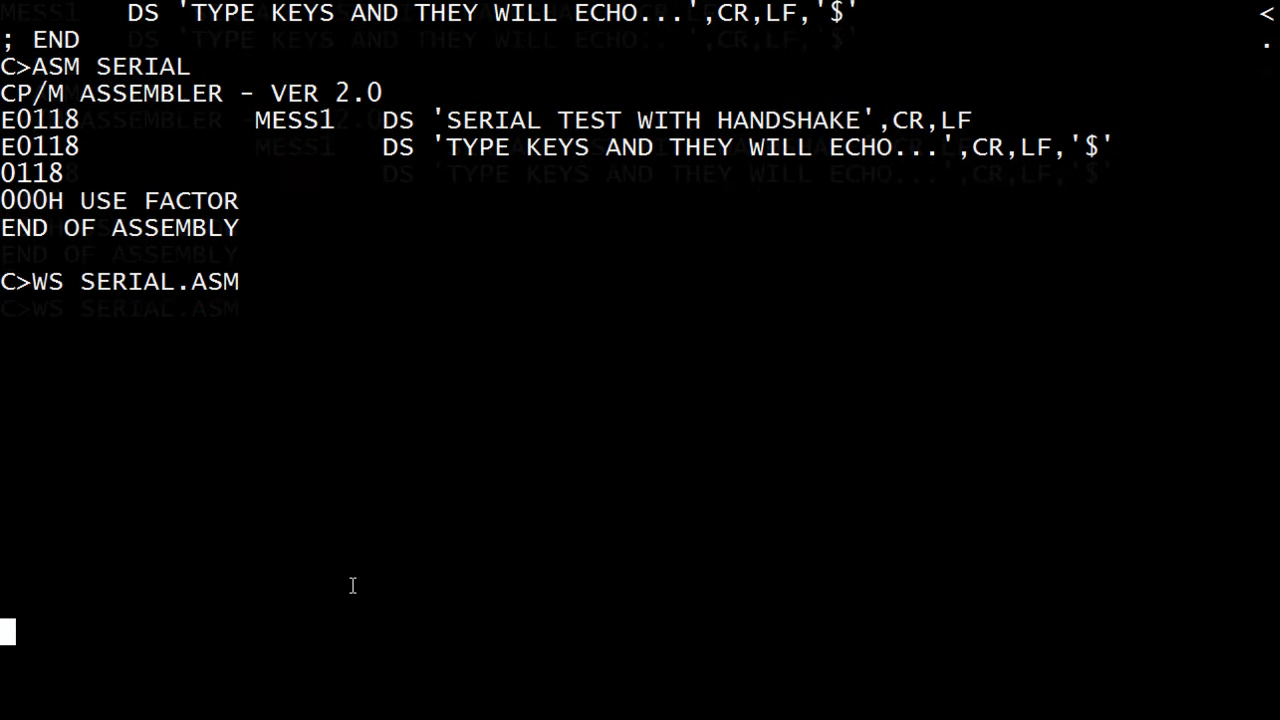 DS 'TYPE KEYS AND THEY WILL ECHO...',CR,LF,'$' <
; END .
C>ASM SERIAL
CP/M ASSEMBLER - VER 2.0
E0118 MESS1 DS 'SERIAL TEST WITH HANDSHAKE',CR,LF
E0118 DS 'TYPE KEYS AND THEY WILL ECHO...',CR,LF,'$'
0118
000H USE FACTOR
END OF ASSEMBLY
C>WS SERIAL.ASM